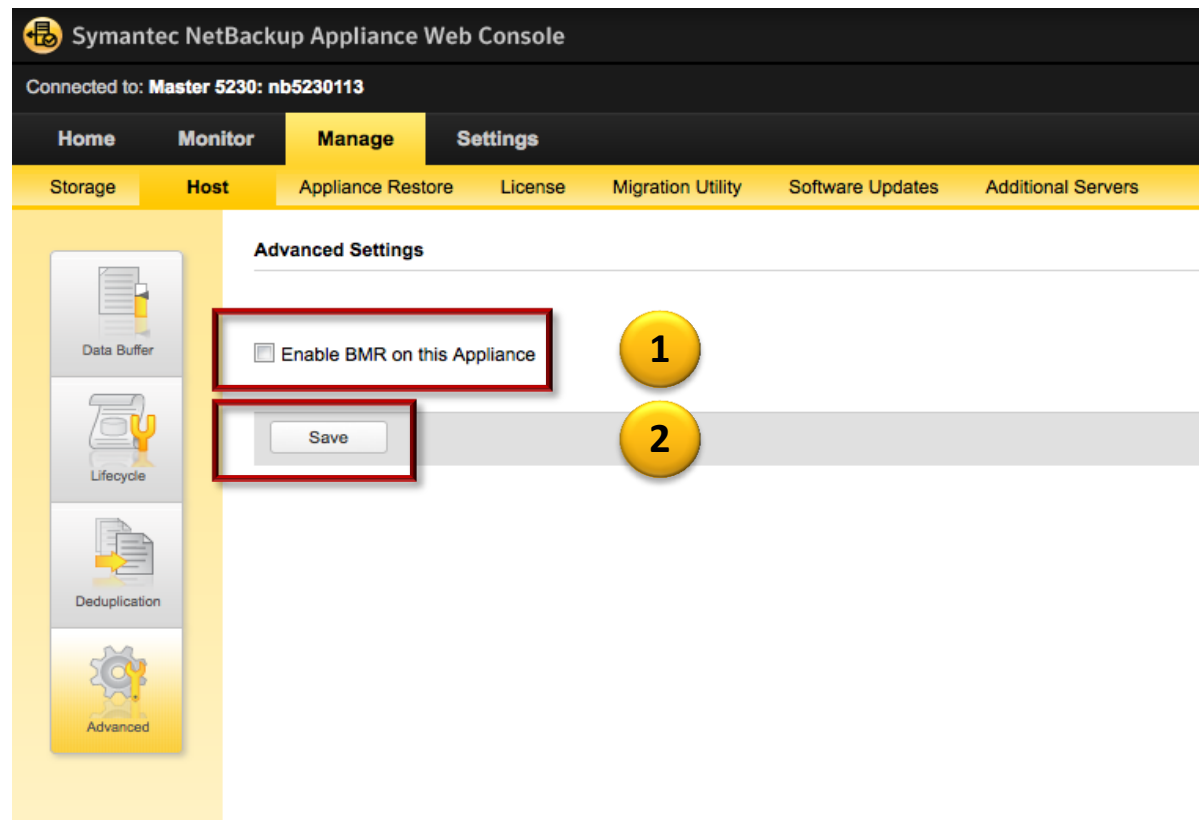 Symantec NetBackup Appliance Web Console
Connected to: Master 5230: nb5230113
Home Monitor Manage Settings
Storage Host Appliance Restore License Migration Utility Software Updates Additional Servers
Advanced Settings
Data Buffer
Enable BMR on this Appliance 1
Save 2
Lifecycle
Deduplication
Advanced